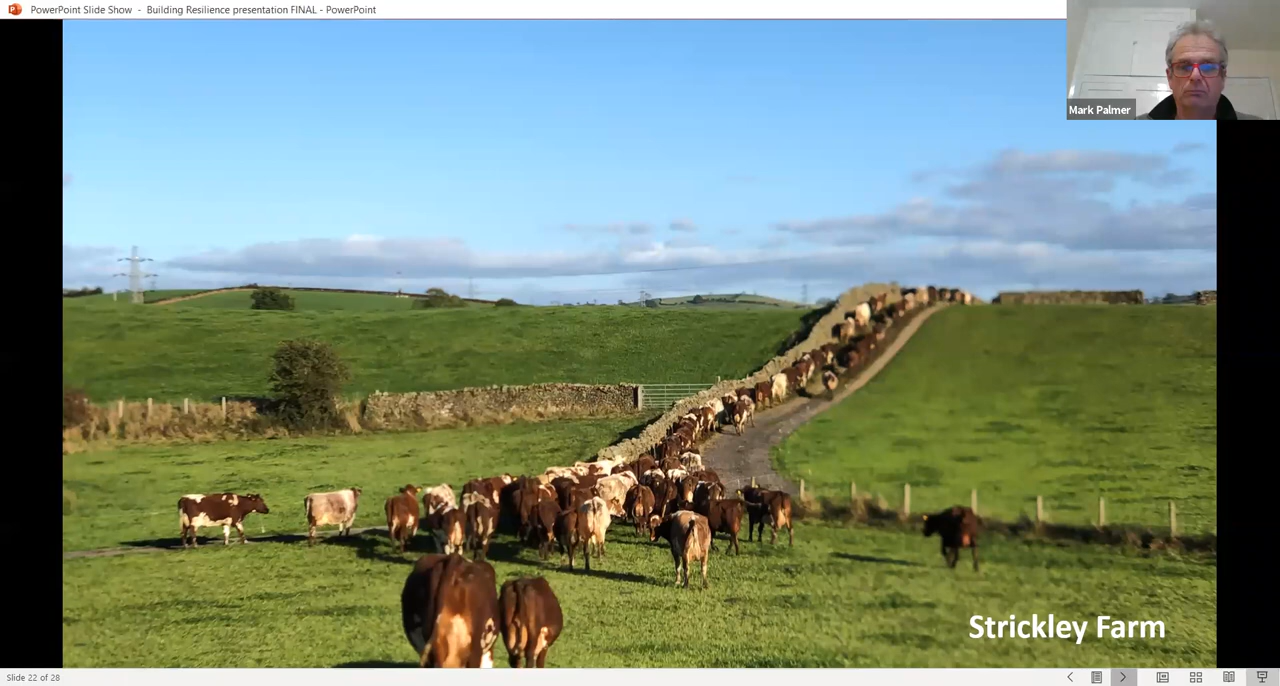 PowerPoint Slide Show - Building Resilience presentation FINAL - PowerPoint
Mark Palmer
Strickley Farm
Slide 22 of 28